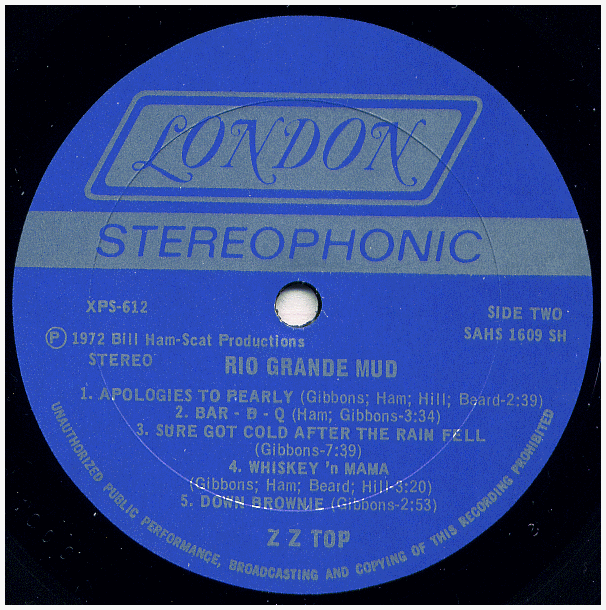 LONDON
STEREOPHONIC
XPS-612
SIDE TWO
SAHS 1609 SH
Ⓟ 1972 Bill Ham-Scat Productions
STEREO
RIO GRANDE MUD
1. APOLOGIES TO PEARLY (Gibbons; Ham; Hill; Beard-2:39)
2. BAR - B - Q (Ham; Gibbons-3:34)
3. SURE GOT COLD AFTER THE RAIN FELL
(Gibbons-7:39)
4. WHISKEY 'n MAMA
(Gibbons; Ham; Beard; Hill-3:20)
5. DOWN BROWNIE (Gibbons-2:53)
Z Z TOP
UNAUTHORIZED PUBLIC PERFORMANCE, BROADCASTING AND COPYING OF THIS RECORDING PROHIBITED